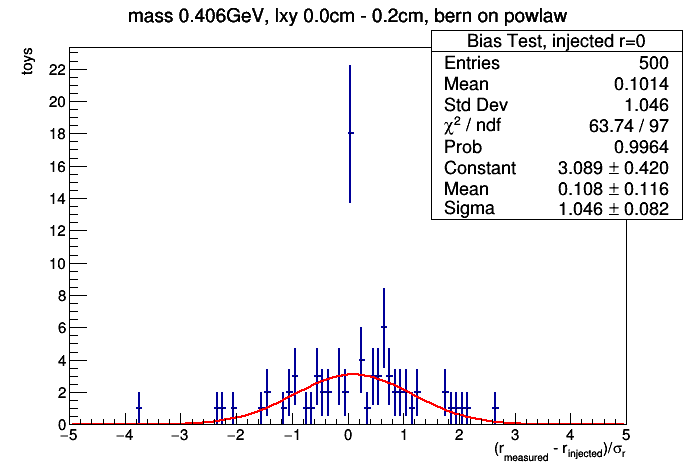 mass 0.406GeV, lxy 0.0cm - 0.2cm, bern on powlaw
Bias Test, injected r=0
Entries 500
Mean 0.1014
Std Dev 1.046
χ² / ndf 63.74 / 97
Prob 0.9964
Constant 3.089 ± 0.420
Mean 0.108 ± 0.116
Sigma 1.046 ± 0.082
toys
22
20
18
16
14
12
10
8
6
4
2
0
−5 −4 −3 −2 −1 0 1 2 3 4 5
(r_measured - r_injected)/σ_r